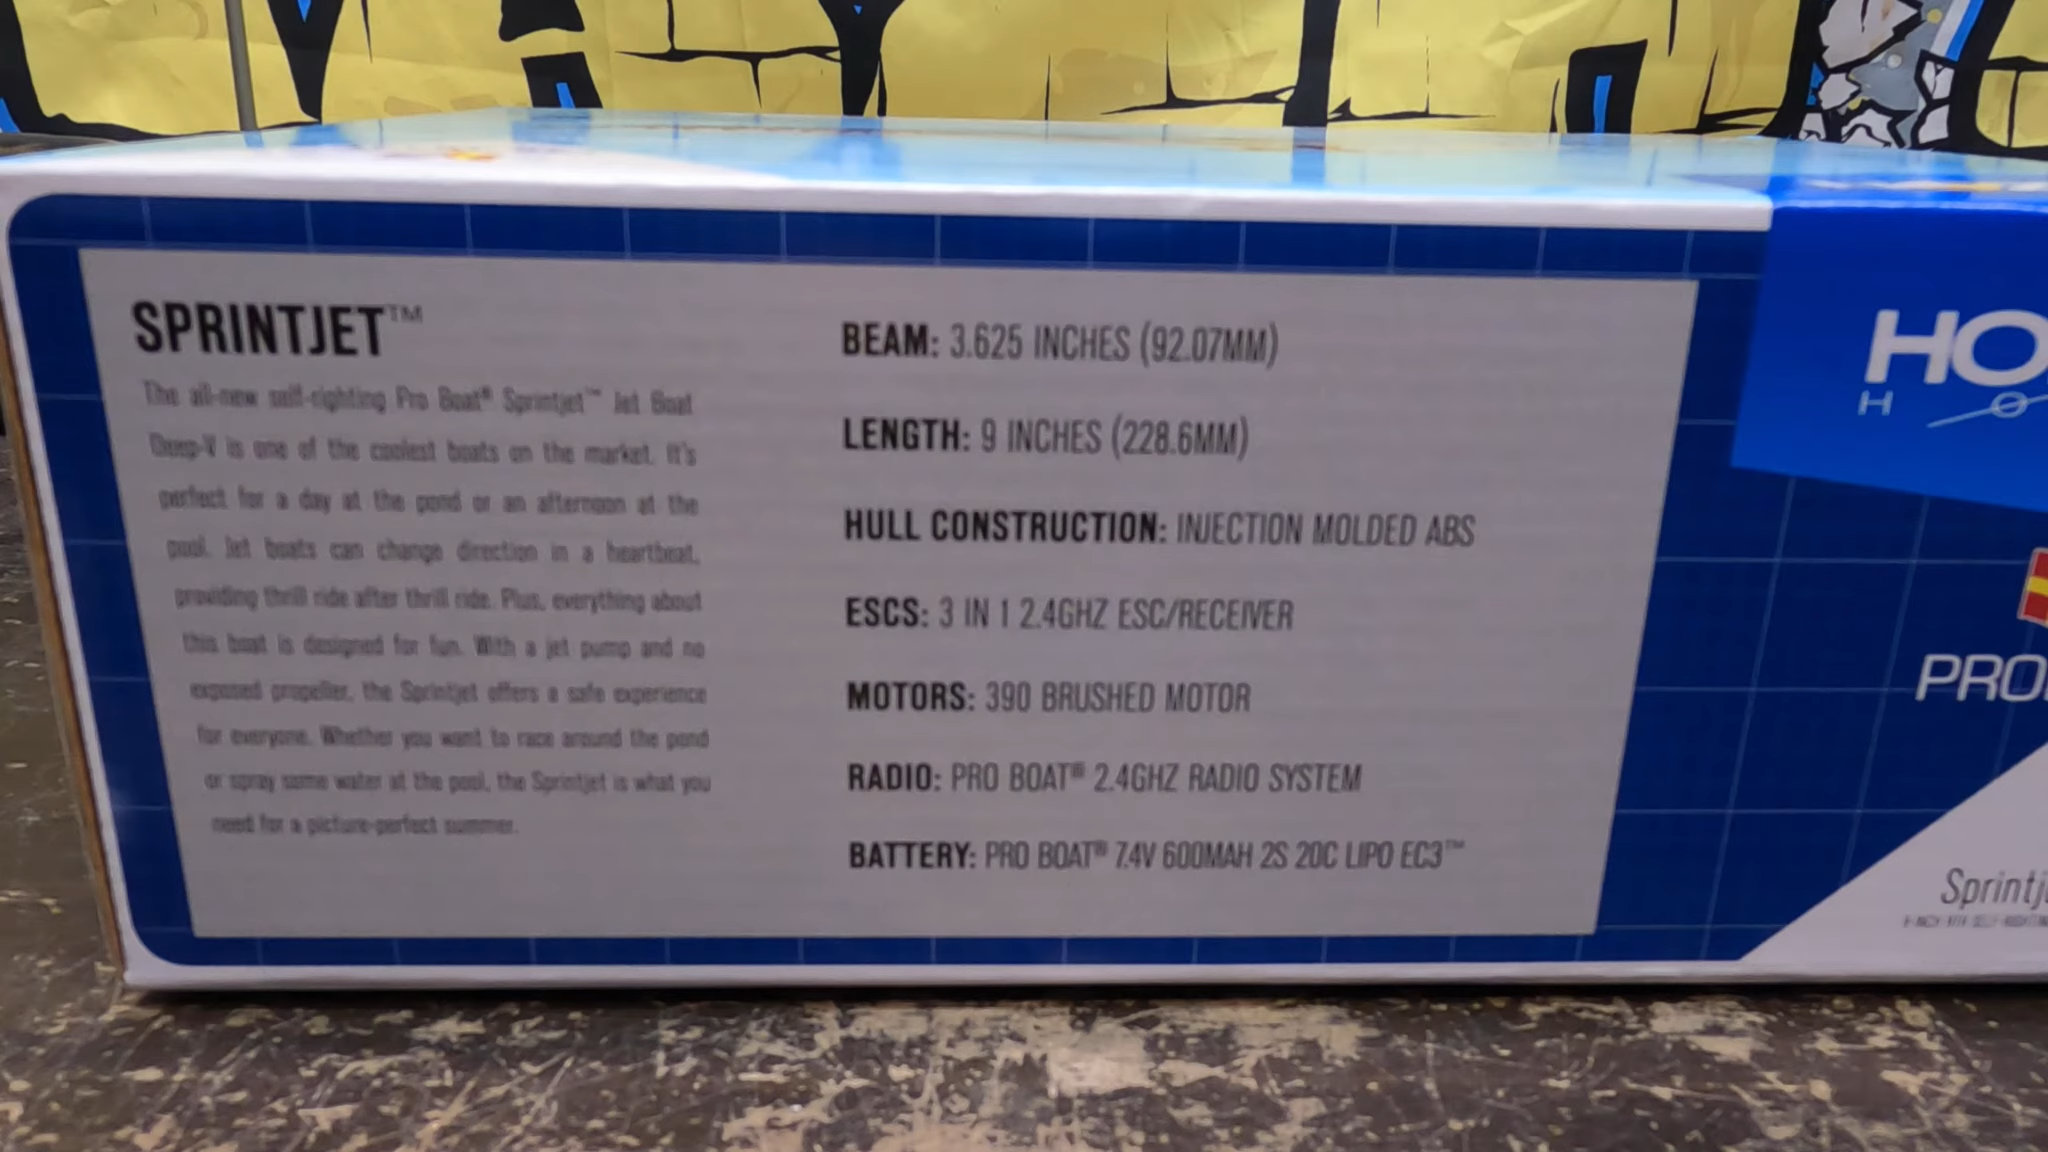 SPRINTJET™
The all-new self-righting Pro Boat® Sprintjet™ Jet Boat
Deep-V is one of the coolest boats on the market. It's
perfect for a day at the pond or an afternoon at the
pool. Jet boats can change direction in a heartbeat,
providing thrill ride after thrill ride. Plus, everything about
this boat is designed for fun. With a jet pump and no
exposed propeller, the Sprintjet offers a safe experience
for everyone. Whether you want to race around the pond
or spray some water at the pool, the Sprintjet is what you
need for a picture-perfect summer.
BEAM: 3.625 INCHES (92.07MM)
LENGTH: 9 INCHES (228.6MM)
HULL CONSTRUCTION: INJECTION MOLDED ABS
ESCS: 3 IN 1 2.4GHZ ESC/RECEIVER
MOTORS: 390 BRUSHED MOTOR
RADIO: PRO BOAT® 2.4GHZ RADIO SYSTEM
BATTERY: PRO BOAT® 7.4V 600MAH 2S 20C LIPO EC3™
HO
H O
PRO
Sprintj